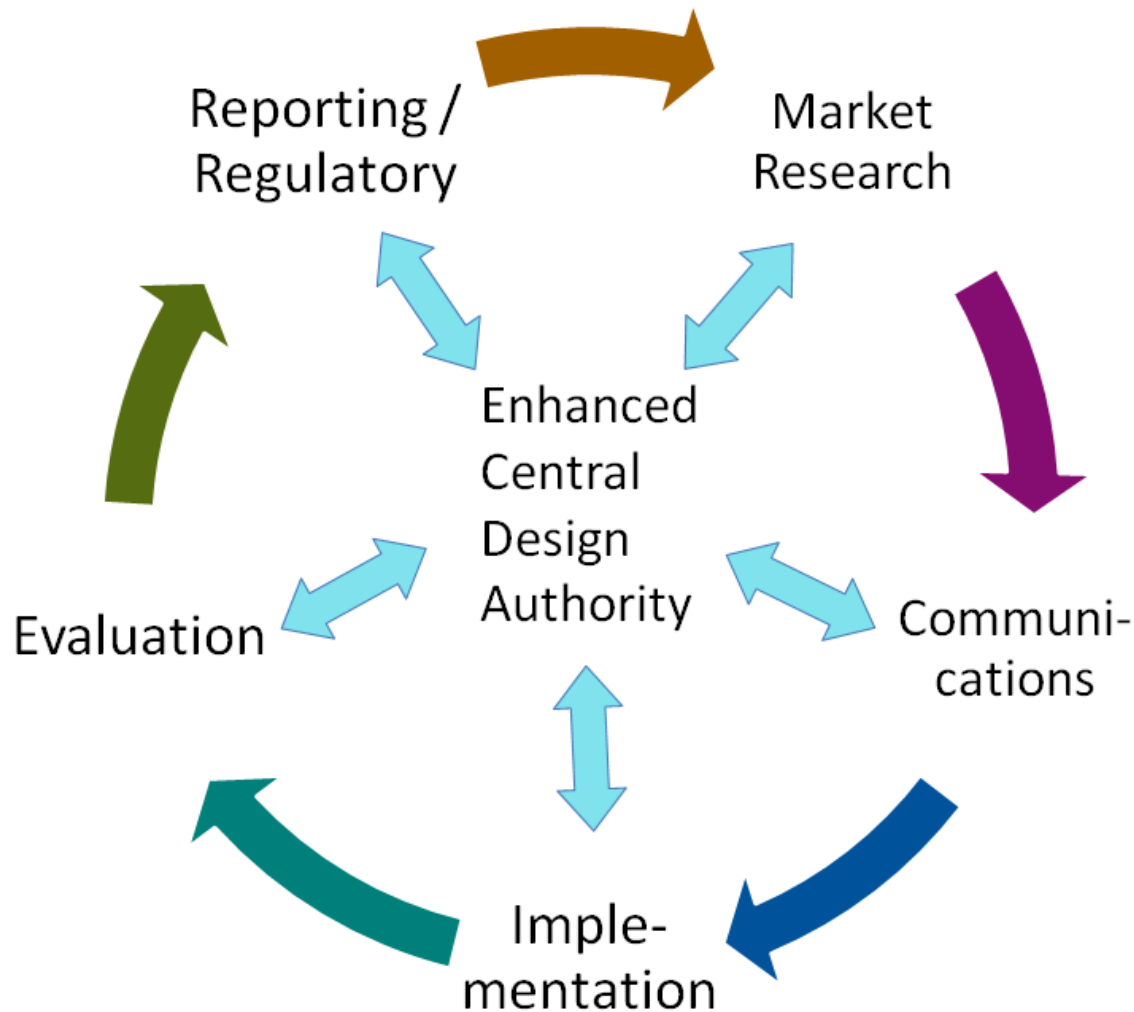 Reporting /
Regulatory
Market
Research
Enhanced
Central
Design
Authority
Evaluation
Communi-
cations
Imple-
mentation